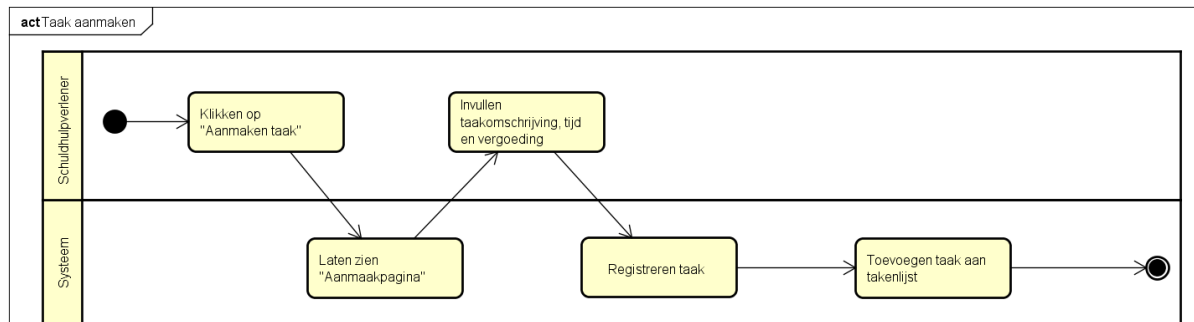 act Taak aanmaken
Schuldhulpverlener
Klikken op
"Aanmaken taak"
Invullen
taakomschrijving, tijd
en vergoeding
Systeem
Laten zien
"Aanmaakpagina"
Registreren taak
Toevoegen taak aan
takenlijst